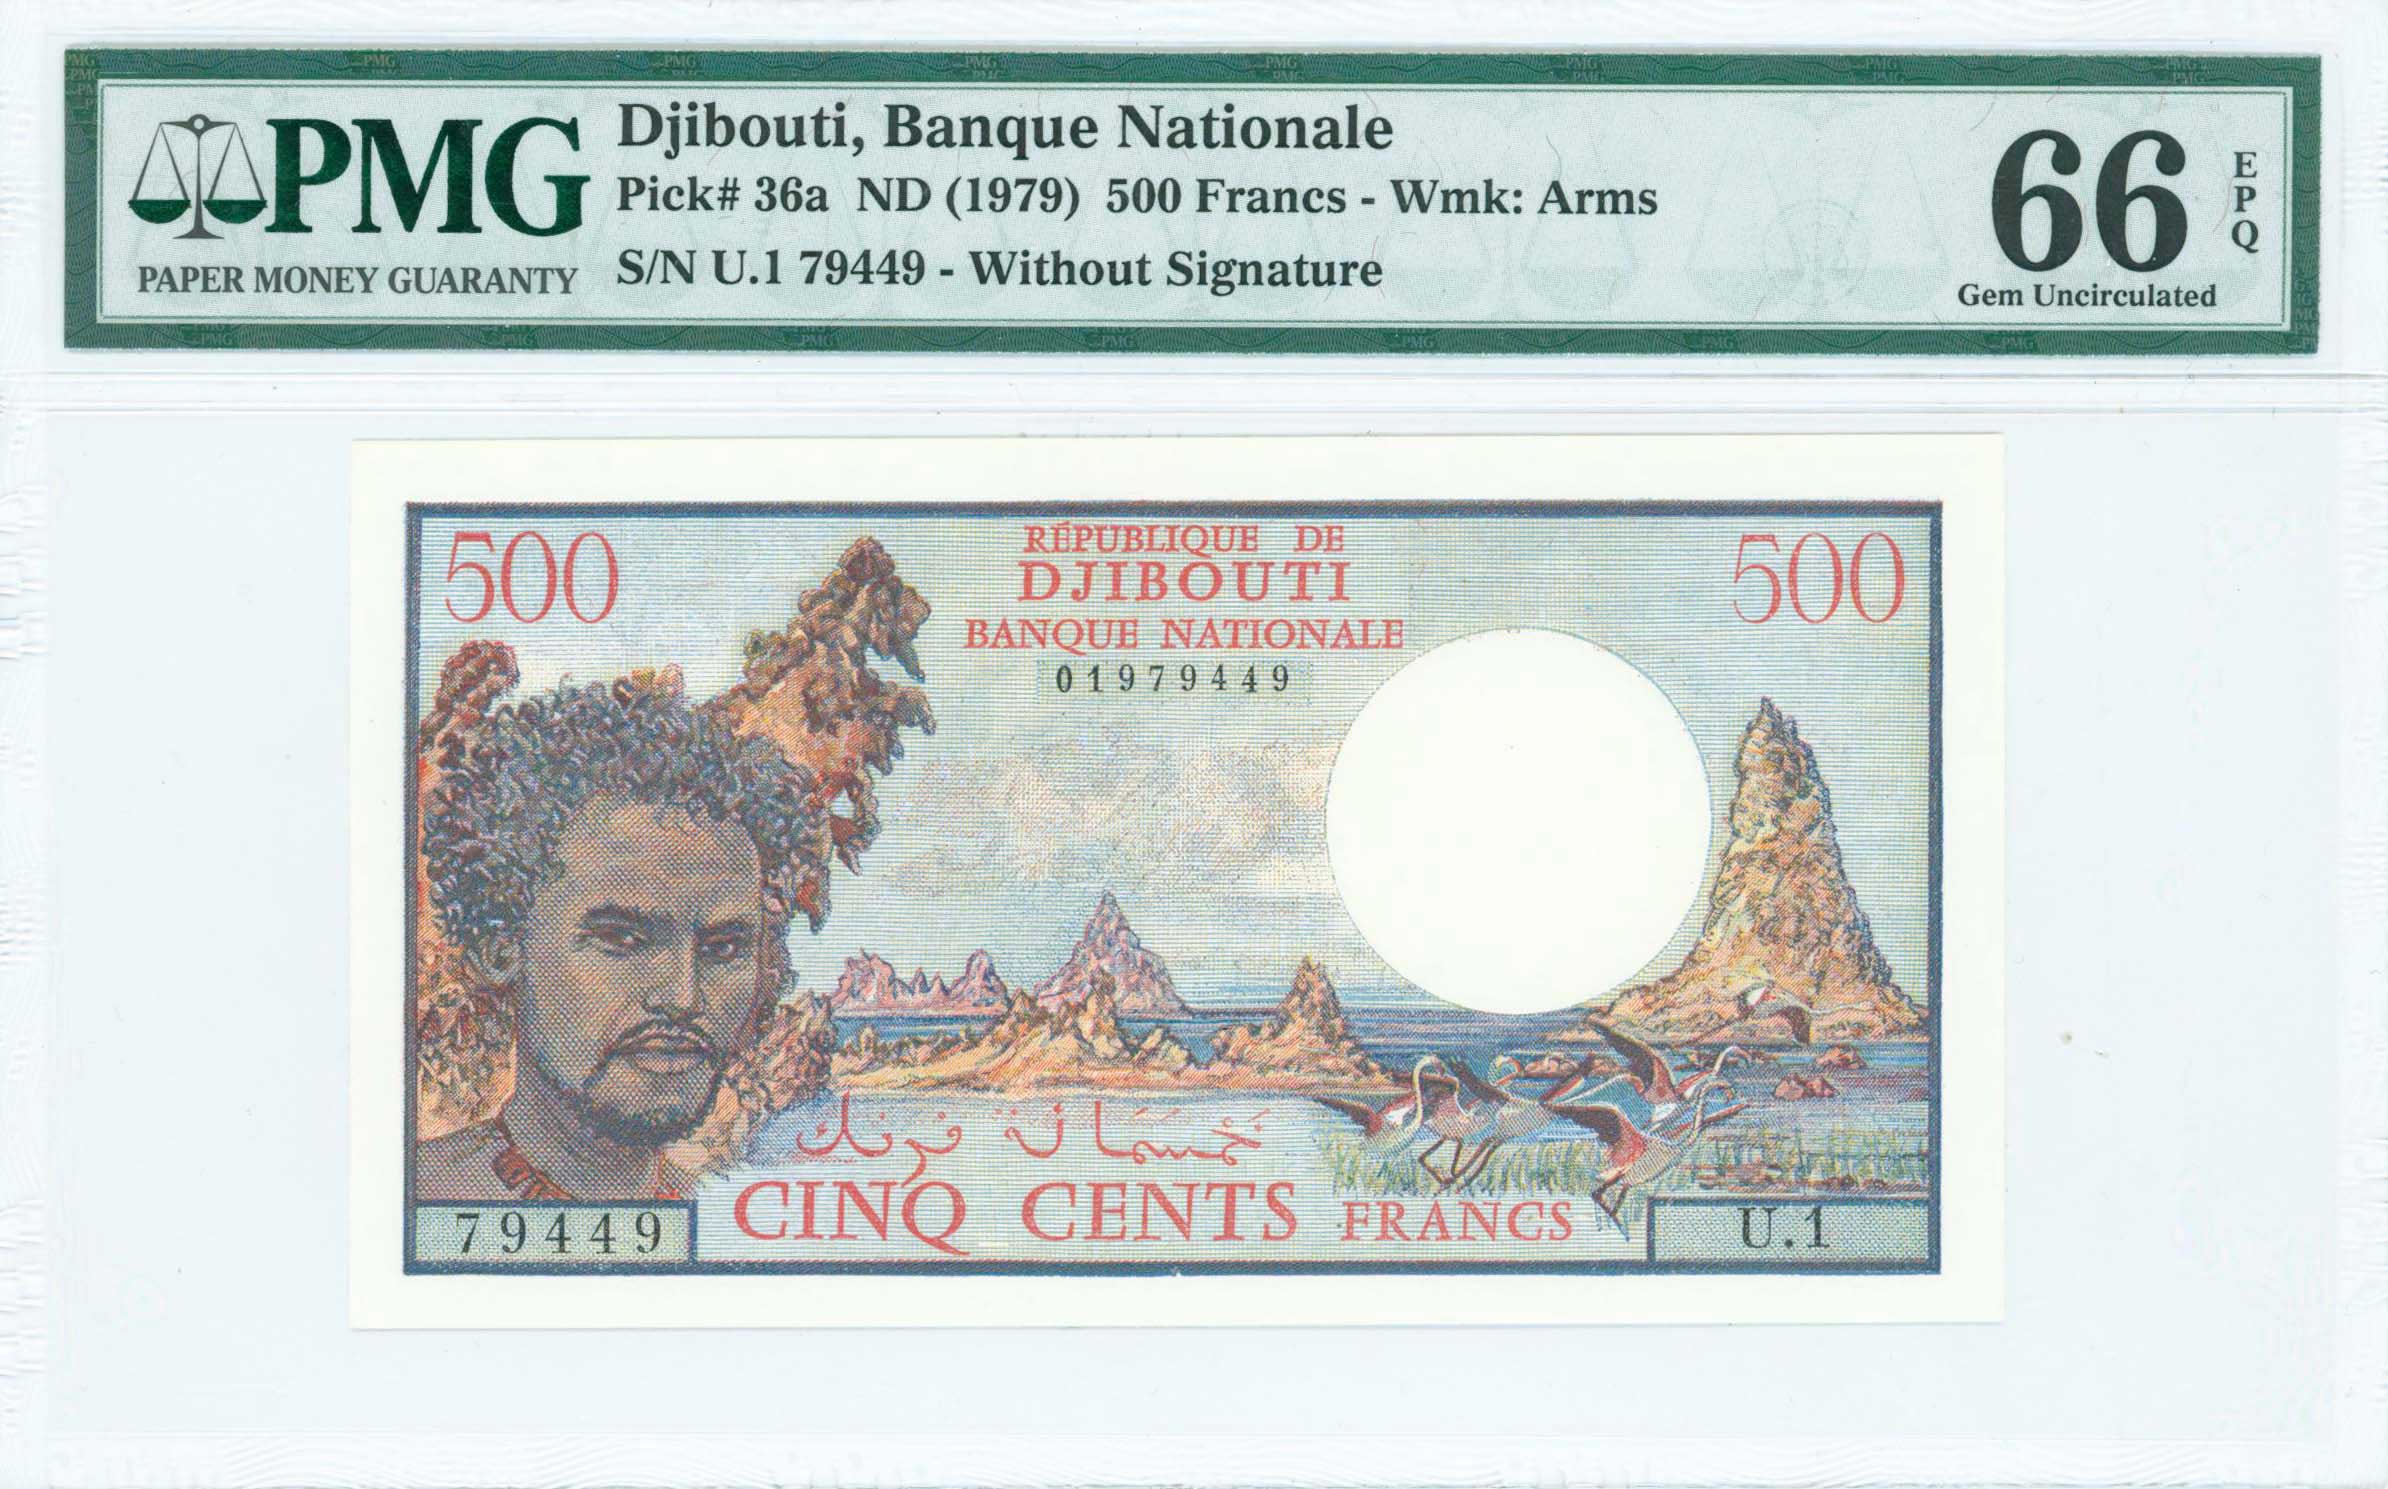 PMG
PAPER MONEY GUARANTY
Djibouti, Banque Nationale
Pick# 36a ND (1979) 500 Francs - Wmk: Arms
S/N U.1 79449 - Without Signature
66
EPQ
Gem Uncirculated
500
RÉPUBLIQUE DE
DJIBOUTI
BANQUE NATIONALE
01979449
500
خمسمائة فرنك
CINQ CENTS FRANCS
79449
U.1